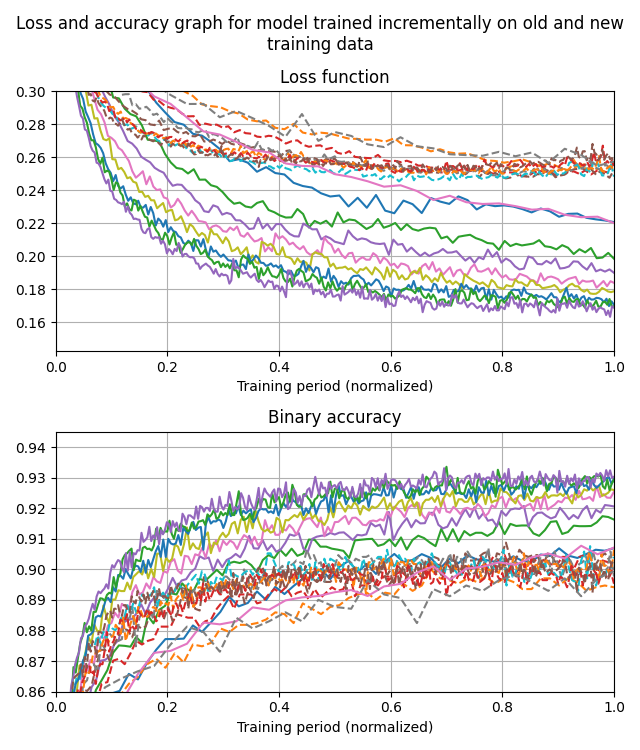 Loss and accuracy graph for model trained incrementally on old and new
training data
Loss function
0.30
0.28
0.26
0.24
0.22
0.20
0.18
0.16
0.0 0.2 0.4 0.6 0.8 1.0
Training period (normalized)
Binary accuracy
0.94
0.93
0.92
0.91
0.90
0.89
0.88
0.87
0.86
0.0 0.2 0.4 0.6 0.8 1.0
Training period (normalized)